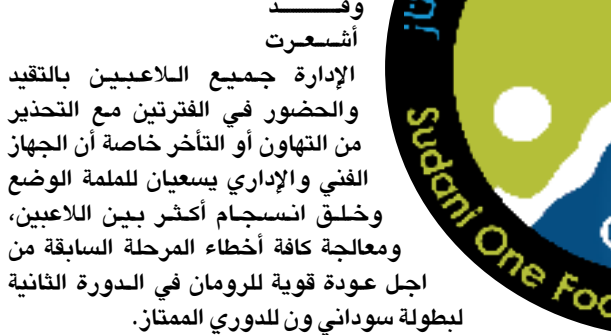 وقــــد
أشـعـرت
الإدارة جميع اللاعبين بالتقيد
والحضور في الفترتين مع التحذير
من التهاون أو التأخر خاصة أن الجهاز
الفني والإداري يسعيان للملمة الوضع
وخلق انسجام أكثر بين اللاعبين،
ومعالجة كافة أخطاء المرحلة السابقة من
اجل عودة قوية للرومان في الدورة الثانية
لبطولة سوداني ون للدوري الممتاز.
Sudani One Foo